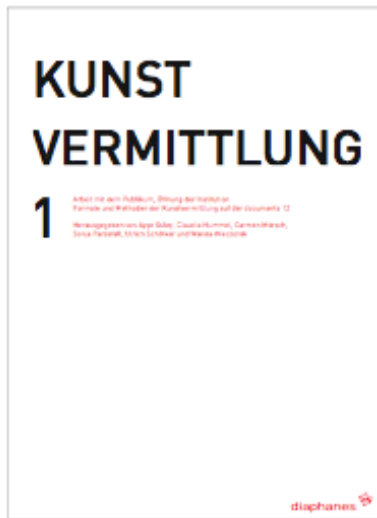 KUNST
VERMITTLUNG
1
Arbeit mit dem Publikum, Öffnung der Institution
Formate und Methoden der Kunstvermittlung auf der documenta 12
Herausgegeben von Ayşe Güleç, Claudia Hummel, Carmen Mörsch,
Sonja Parzefall, Ulrich Schötker und Wanda Wieczorek
diaphanes